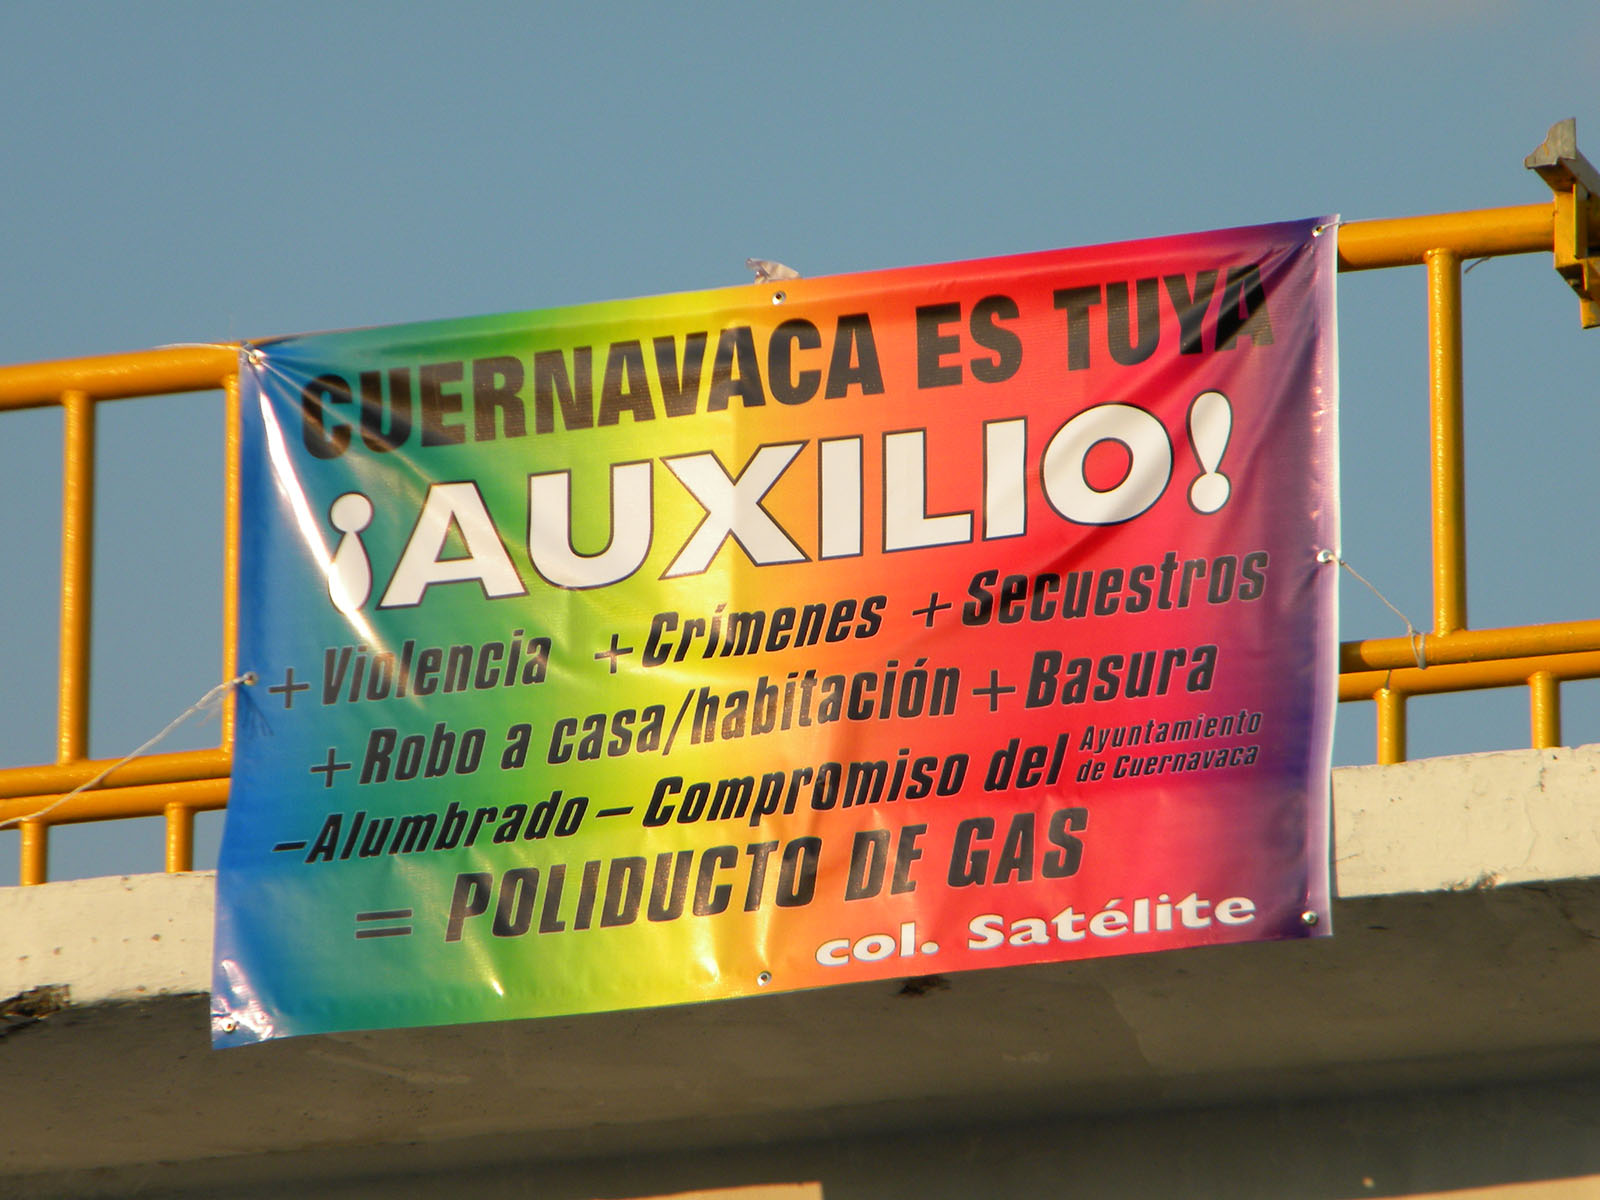 CUERNAVACA ES TUYA
¡AUXILIO!
+Violencia +Crímenes +Secuestros
+Robo a casa/habitación +Basura
-Alumbrado - Compromiso del Ayuntamiento de Cuernavaca
= POLIDUCTO DE GAS
col. Satélite